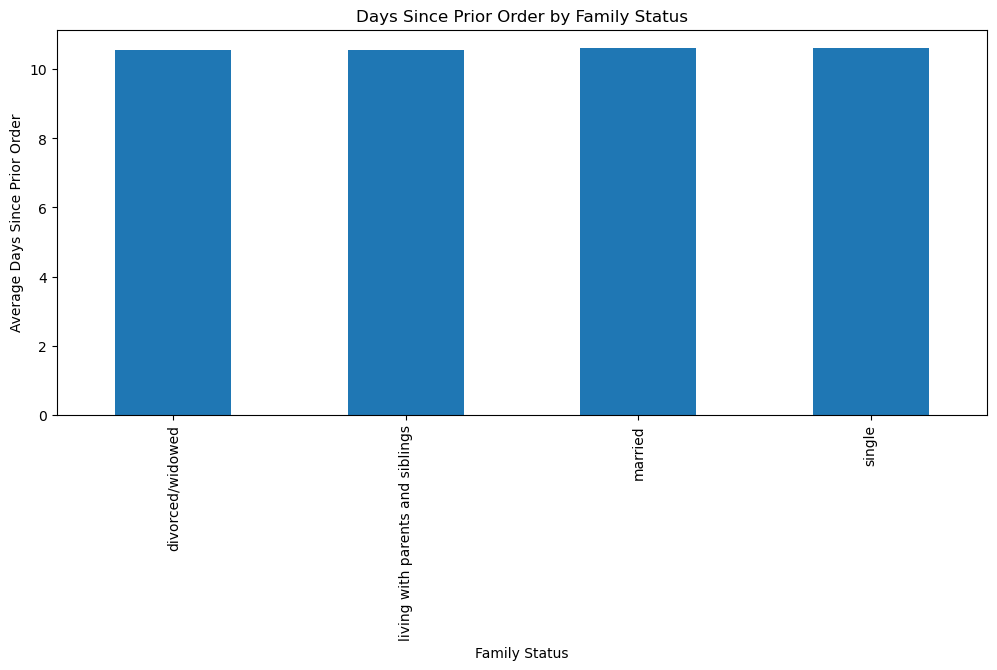 Days Since Prior Order by Family Status
Average Days Since Prior Order
10
8
6
4
2
0
divorced/widowed
living with parents and siblings
married
single
Family Status